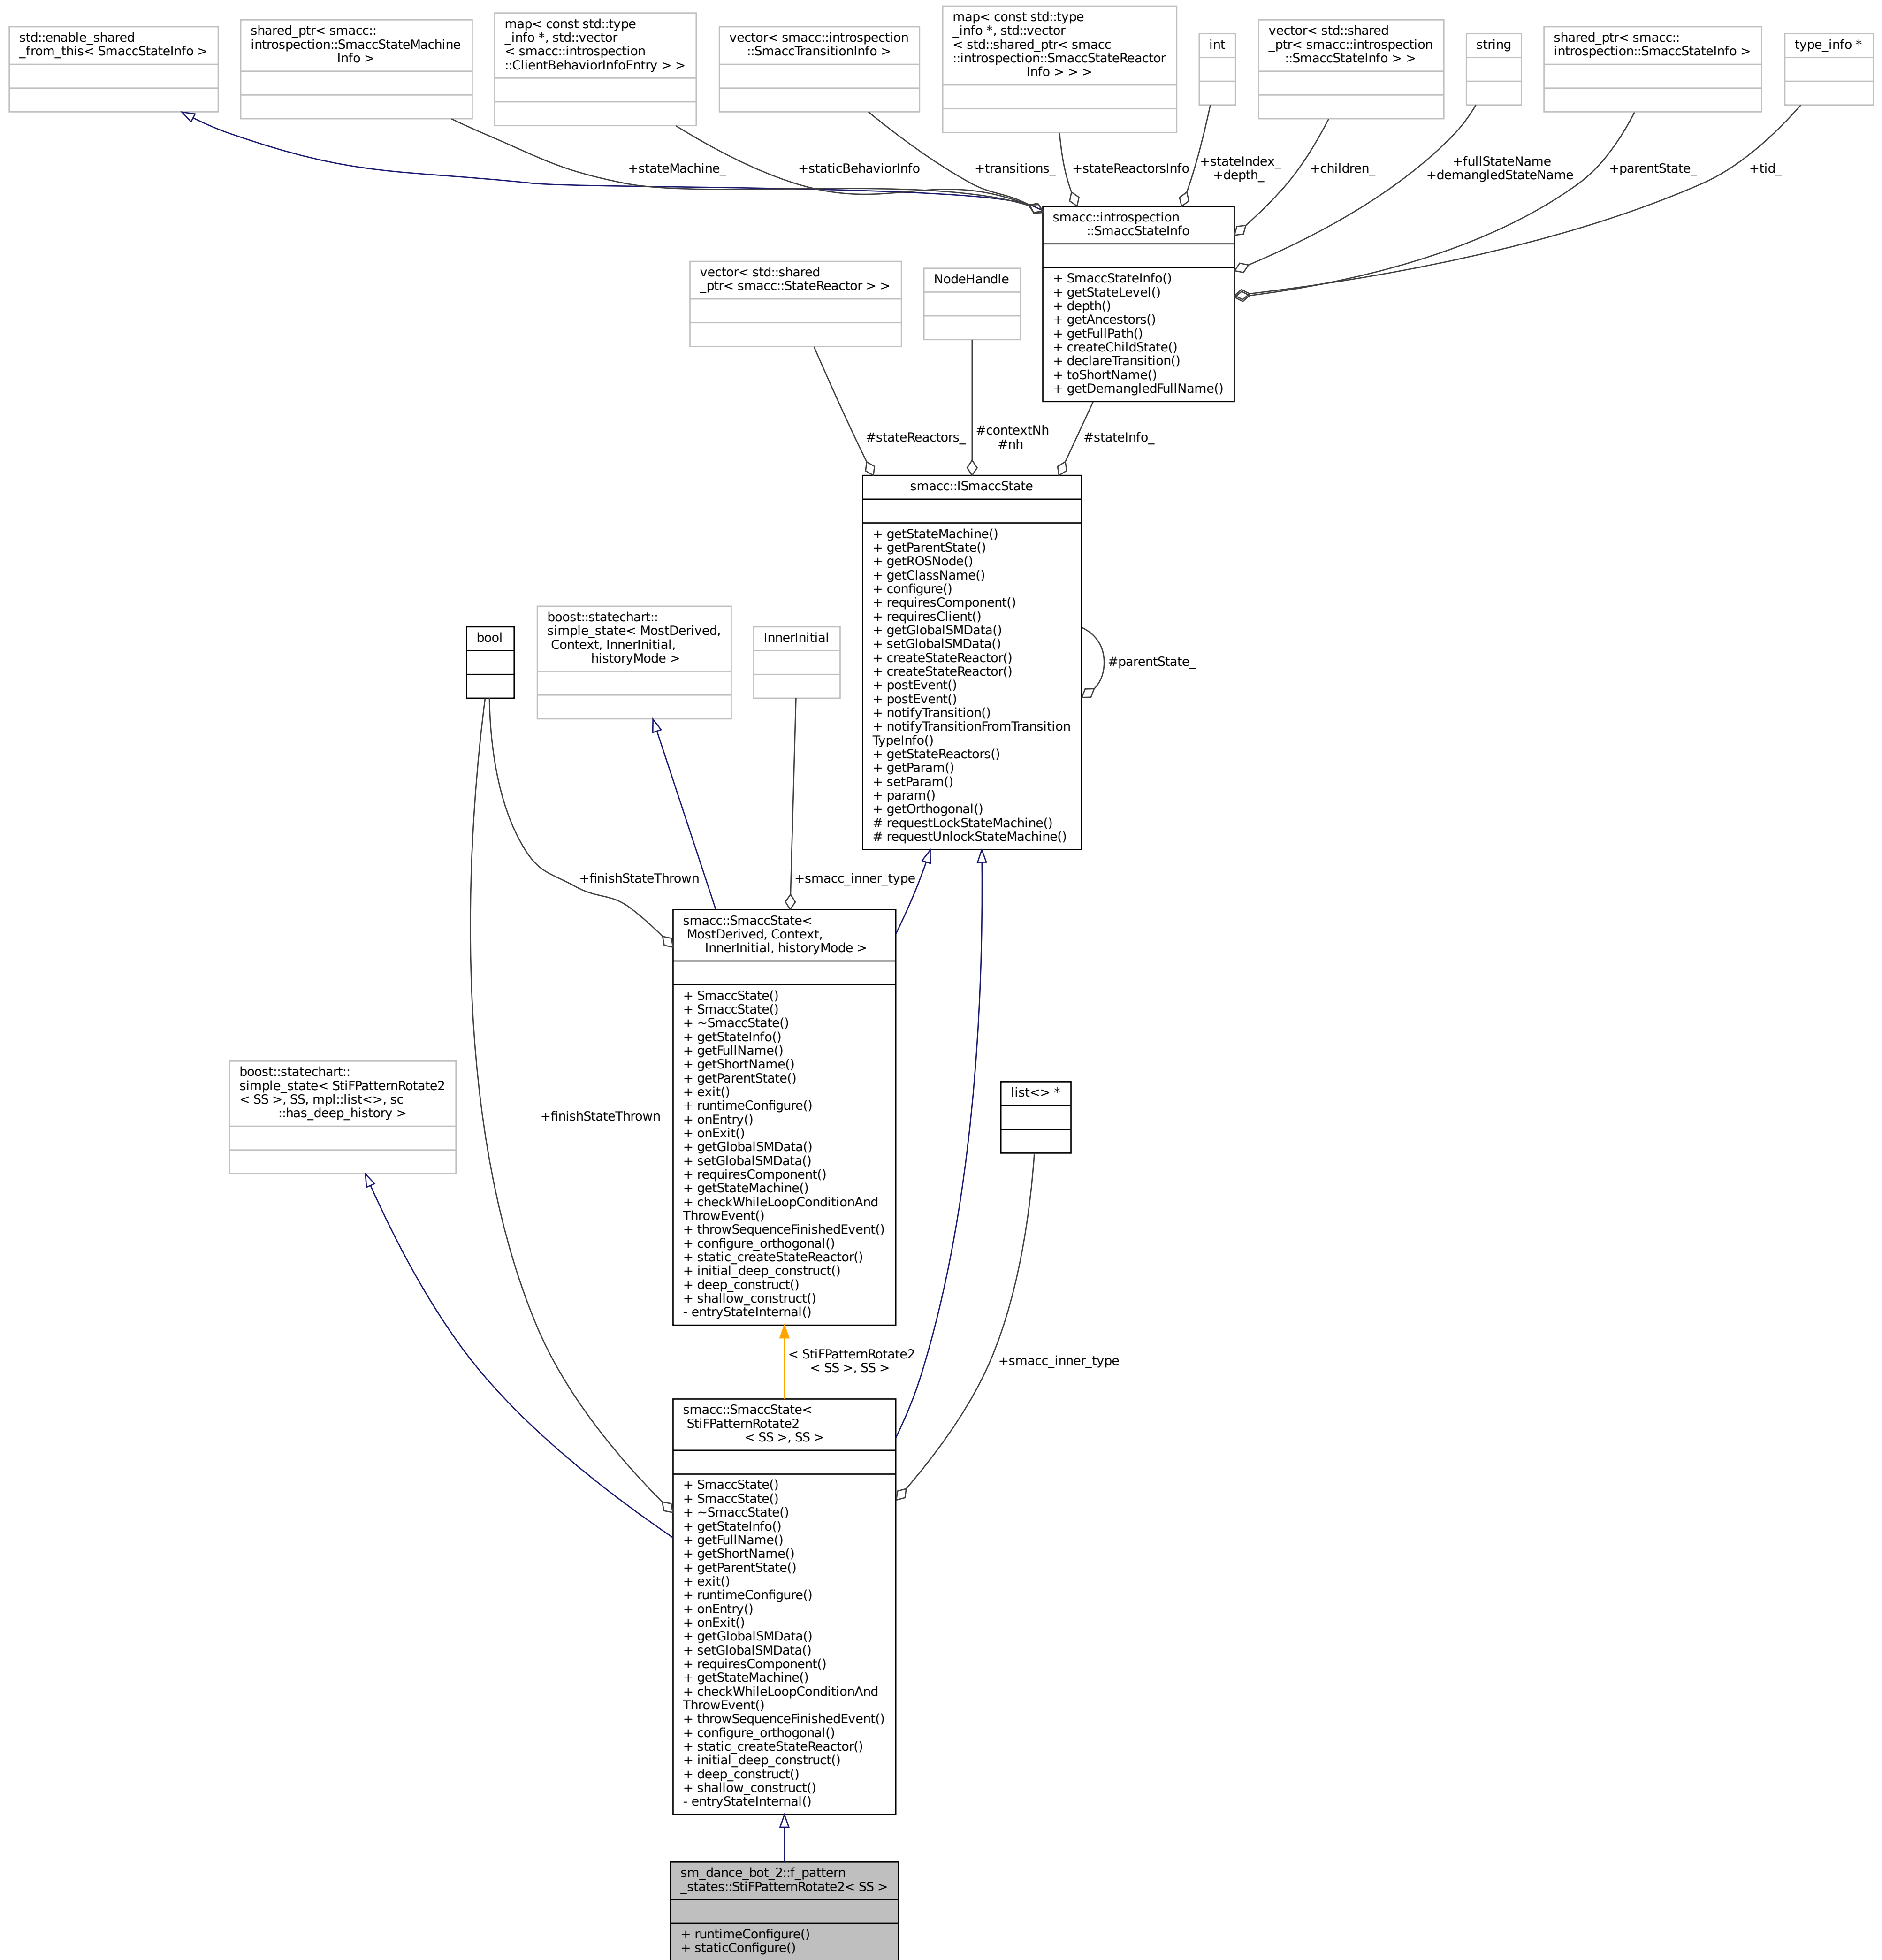 std::enable_shared
_from_this< SmaccStateInfo >
shared_ptr< smacc::
introspection::SmaccStateMachine
Info >
map< const std::type
_info *, std::vector
< smacc::introspection
::ClientBehaviorInfoEntry > >
vector< smacc::introspection
::SmaccTransitionInfo >
map< const std::type
_info *, std::vector
< std::shared_ptr< smacc
::introspection::SmaccStateReactor
Info > > >
int
vector< std::shared
_ptr< smacc::introspection
::SmaccStateInfo > >
string
shared_ptr< smacc::
introspection::SmaccStateInfo >
type_info *
+stateMachine_
+staticBehaviorInfo
+transitions_
+stateReactorsInfo
+stateIndex_
+depth_
+children_
+fullStateName
+demangledStateName
+parentState_
+tid_
smacc::introspection
::SmaccStateInfo
+ SmaccStateInfo()
+ getStateLevel()
+ depth()
+ getAncestors()
+ getFullPath()
+ createChildState()
+ declareTransition()
+ toShortName()
+ getDemangledFullName()
vector< std::shared
_ptr< smacc::StateReactor > >
NodeHandle
#stateReactors_
#contextNh
#nh
#stateInfo_
smacc::ISmaccState
+ getStateMachine()
+ getParentState()
+ getROSNode()
+ getClassName()
+ configure()
+ requiresComponent()
+ requiresClient()
+ getGlobalSMData()
+ setGlobalSMData()
+ createStateReactor()
+ createStateReactor()
+ postEvent()
+ postEvent()
+ notifyTransition()
+ notifyTransitionFromTransition
TypeInfo()
+ getStateReactors()
+ getParam()
+ setParam()
+ param()
+ getOrthogonal()
# requestLockStateMachine()
# requestUnlockStateMachine()
#parentState_
bool
boost::statechart::
simple_state< MostDerived,
Context, InnerInitial,
historyMode >
InnerInitial
+finishStateThrown
+smacc_inner_type
smacc::SmaccState<
MostDerived, Context,
InnerInitial, historyMode >
+ SmaccState()
+ SmaccState()
+ ~SmaccState()
+ getStateInfo()
+ getFullName()
+ getShortName()
+ getParentState()
+ exit()
+ runtimeConfigure()
+ onEntry()
+ onExit()
+ getGlobalSMData()
+ setGlobalSMData()
+ requiresComponent()
+ getStateMachine()
+ checkWhileLoopConditionAnd
ThrowEvent()
+ throwSequenceFinishedEvent()
+ configure_orthogonal()
+ static_createStateReactor()
+ initial_deep_construct()
+ deep_construct()
+ shallow_construct()
- entryStateInternal()
boost::statechart::
simple_state< StiFPatternRotate2
< SS >, SS, mpl::list<>, sc
::has_deep_history >
+finishStateThrown
list<> *
< StiFPatternRotate2
< SS >, SS >
+smacc_inner_type
smacc::SmaccState<
StiFPatternRotate2
< SS >, SS >
+ SmaccState()
+ SmaccState()
+ ~SmaccState()
+ getStateInfo()
+ getFullName()
+ getShortName()
+ getParentState()
+ exit()
+ runtimeConfigure()
+ onEntry()
+ onExit()
+ getGlobalSMData()
+ setGlobalSMData()
+ requiresComponent()
+ getStateMachine()
+ checkWhileLoopConditionAnd
ThrowEvent()
+ throwSequenceFinishedEvent()
+ configure_orthogonal()
+ static_createStateReactor()
+ initial_deep_construct()
+ deep_construct()
+ shallow_construct()
- entryStateInternal()
sm_dance_bot_2::f_pattern
_states::StiFPatternRotate2< SS >
+ runtimeConfigure()
+ staticConfigure()